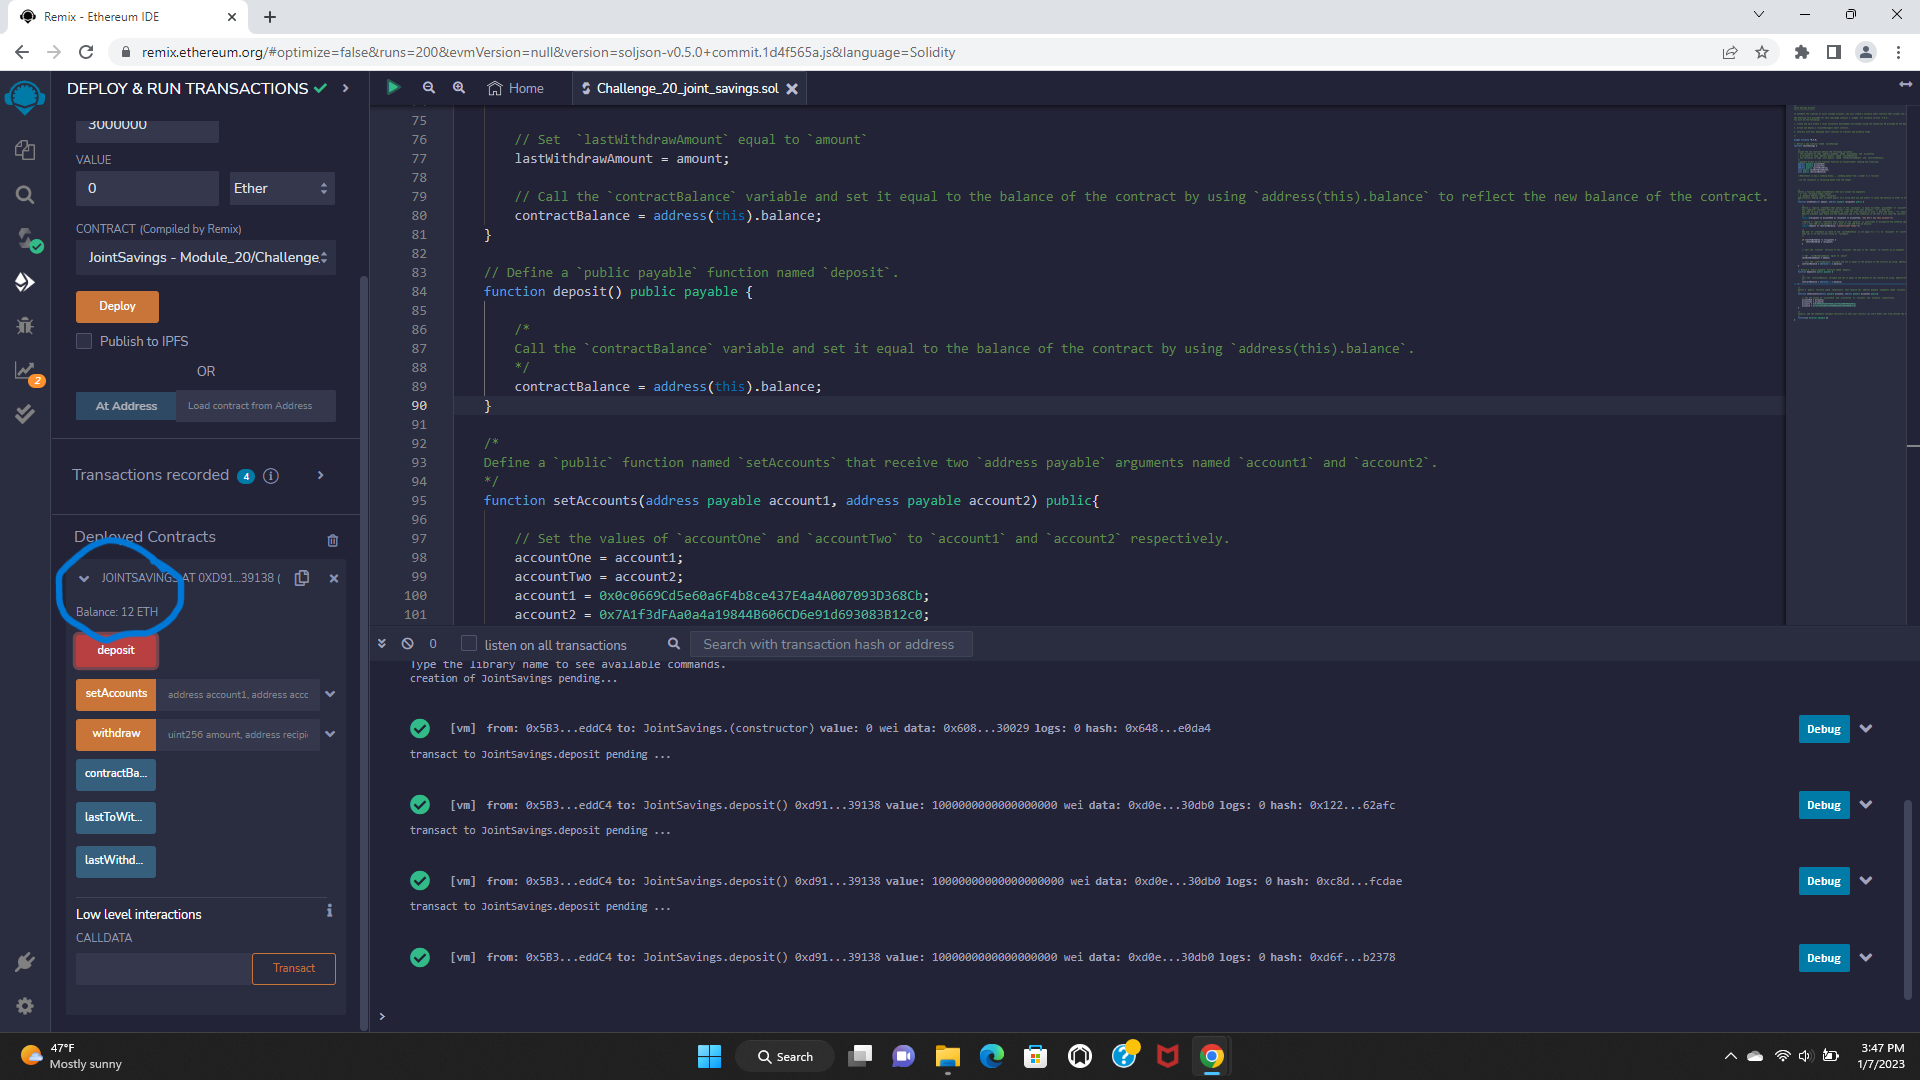 Remix - Ethereum IDE
remix.ethereum.org/#optimize=false&runs=200&evmVersion=null&version=soljson-v0.5.0+commit.1d4f565a.js&language=Solidity
DEPLOY & RUN TRANSACTIONS
3000000
VALUE
0
Ether
CONTRACT (Compiled by Remix)
JointSavings - Module_20/Challenge
Deploy
Publish to IPFS
OR
At Address
Load contract from Address
Transactions recorded 4
Deployed Contracts
JOINTSAVINGS AT 0XD91...39138 (
Balance: 12 ETH
deposit
setAccounts
address account1, address acco
withdraw
uint256 amount, address recipi
contractBa...
lastToWit...
lastWithd...
Low level interactions
CALLDATA
Transact
2
Home
Challenge_20_joint_savings.sol
75
76 // Set  `lastWithdrawAmount` equal to `amount`
77 lastWithdrawAmount = amount;
78
79 // Call the `contractBalance` variable and set it equal to the balance of the contract by using `address(this).balance` to reflect the new balance of the contract.
80 contractBalance = address(this).balance;
81 }
82
83 // Define a `public payable` function named `deposit`.
84 function deposit() public payable {
85
86 /*
87 Call the `contractBalance` variable and set it equal to the balance of the contract by using `address(this).balance`.
88 */
89 contractBalance = address(this).balance;
90 }
91
92 /*
93 Define a `public` function named `setAccounts` that receive two `address payable` arguments named `account1` and `account2`.
94 */
95 function setAccounts(address payable account1, address payable account2) public{
96
97 // Set the values of `accountOne` and `accountTwo` to `account1` and `account2` respectively.
98 accountOne = account1;
99 accountTwo = account2;
100 account1 = 0x0c0669Cd5e60a6F4b8ce437E4a4A007093D368Cb;
101 account2 = 0x7A1f3dFAa0a4a19844B606CD6e91d693083B12c0;
0
listen on all transactions
Search with transaction hash or address
Type the library name to see available commands.
creation of JointSavings pending...
[vm] from: 0x5B3...eddC4 to: JointSavings.(constructor) value: 0 wei data: 0x608...30029 logs: 0 hash: 0x648...e0da4
Debug
transact to JointSavings.deposit pending ...
[vm] from: 0x5B3...eddC4 to: JointSavings.deposit() 0xd91...39138 value: 1000000000000000000 wei data: 0xd0e...30db0 logs: 0 hash: 0x122...62afc
Debug
transact to JointSavings.deposit pending ...
[vm] from: 0x5B3...eddC4 to: JointSavings.deposit() 0xd91...39138 value: 10000000000000000000 wei data: 0xd0e...30db0 logs: 0 hash: 0xc8d...fcdae
Debug
transact to JointSavings.deposit pending ...
[vm] from: 0x5B3...eddC4 to: JointSavings.deposit() 0xd91...39138 value: 1000000000000000000 wei data: 0xd0e...30db0 logs: 0 hash: 0xd6f...b2378
Debug
>
47°F
Mostly sunny
Search
3:47 PM
1/7/2023